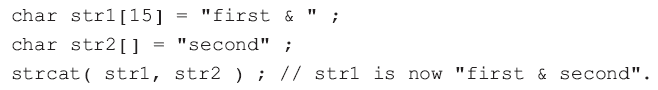 char str1[15] = "first & " ;
char str2[] = "second" ;
strcat( str1, str2 ) ; // str1 is now "first & second".